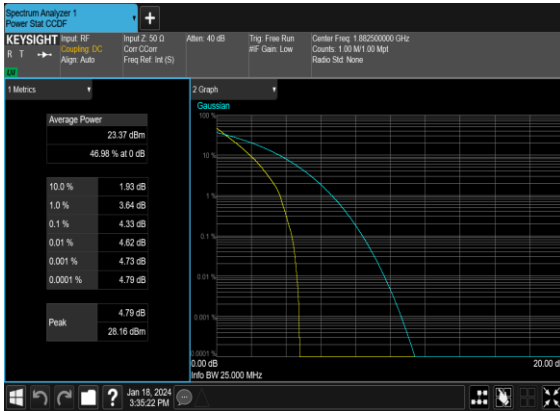 Spectrum Analyzer 1
Power Stat CCDF
KEYSIGHT
R T
Input: RF
Coupling: DC
Align: Auto
Input Z: 50 Ω
Corr CCorr
Freq Ref: Int (S)
Atten: 40 dB
Trig: Free Run
#IF Gain: Low
Center Freq: 1.882500000 GHz
Counts: 1.00 M/1.00 Mpt
Radio Std: None
1 Metrics
Average Power
23.37 dBm
46.98 % at 0 dB
10.0 % 1.93 dB
1.0 % 3.64 dB
0.1 % 4.33 dB
0.01 % 4.62 dB
0.001 % 4.73 dB
0.0001 % 4.79 dB
Peak
4.79 dB
28.16 dBm
2 Graph
Gaussian
100 %
10 %
1 %
0.1 %
0.01 %
0.001 %
0.0001 %
0.00 dB
20.00 d
Info BW 25.000 MHz
?
Jan 18, 2024
3:35:22 PM